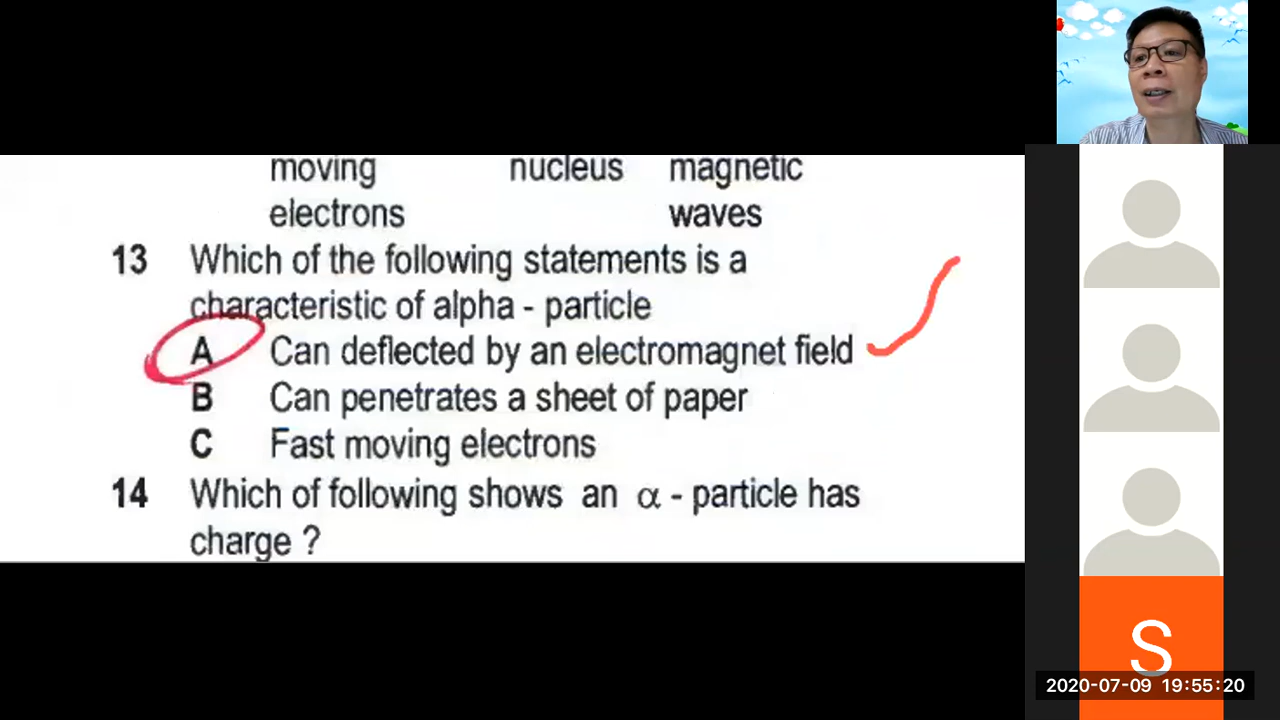 moving nucleus magnetic
electrons waves
13 Which of the following statements is a
characteristic of alpha - particle
A Can deflected by an electromagnet field
B Can penetrates a sheet of paper
C Fast moving electrons
14 Which of following shows an α - particle has
charge ?
S
2020-07-09 19:55:20